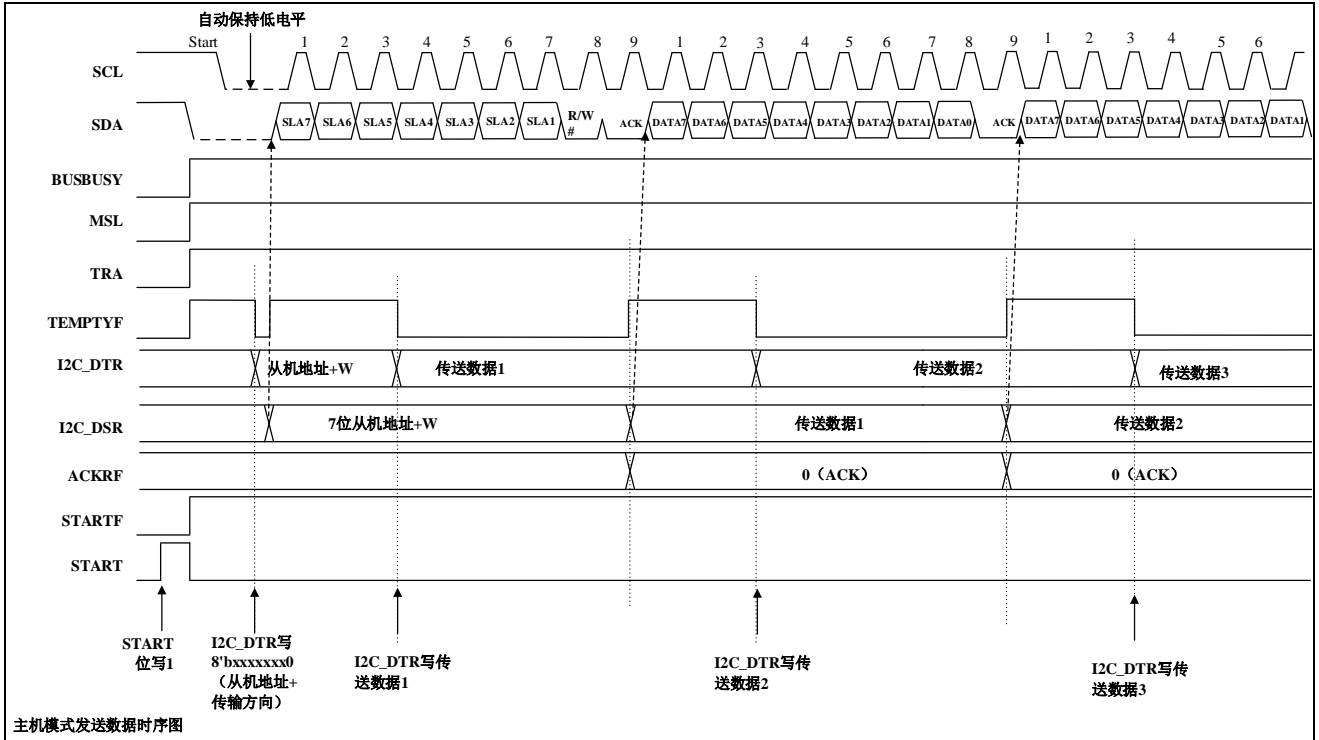 自动保持低电平
Start 1 2 3 4 5 6 7 8 9 1 2 3 4 5 6 7 8 9 1 2 3 4 5 6
SCL
SDA SLA7 SLA6 SLA5 SLA4 SLA3 SLA2 SLA1 R/W
# ACK DATA7 DATA6 DATA5 DATA4 DATA3 DATA2 DATA1 DATA0 ACK DATA7 DATA6 DATA5 DATA4 DATA3 DATA2 DATA1
BUSBUSY
MSL
TRA
TEMPTYF
I2C_DTR 从机地址+W 传送数据1 传送数据2 传送数据3
I2C_DSR 7位从机地址+W 传送数据1 传送数据2
ACKRF 0（ACK） 0（ACK）
STARTF
START
START
位写1
I2C_DTR写
8'bxxxxxxx0
（从机地址+
传输方向）
I2C_DTR写传
送数据1
I2C_DTR写传
送数据2
I2C_DTR写传
送数据3
主机模式发送数据时序图